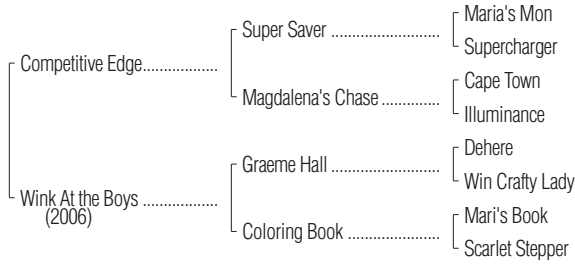 Maria's Mon
Super Saver ........................
Supercharger
Competitive Edge..................
Cape Town
Magdalena's Chase ..............
Illuminance
Dehere
Graeme Hall ........................
Win Crafty Lady
Wink At the Boys ..................
(2006)
Mari's Book
Coloring Book ......................
Scarlet Stepper